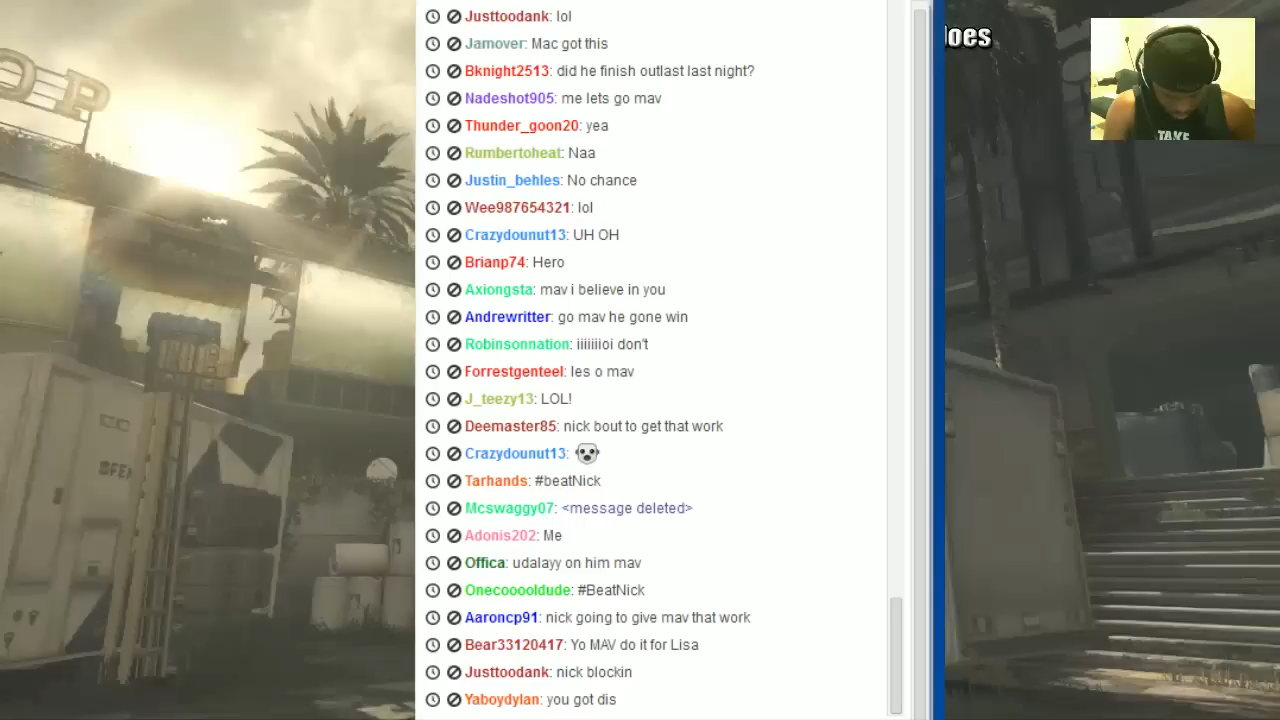 Justtoodank: lol
Jamover: Mac got this
Bknight2513: did he finish outlast last night?
Nadeshot905: me lets go mav
Thunder_goon20: yea
Rumbertoheat: Naa
Justin_behles: No chance
Wee987654321: lol
Crazydounut13: UH OH
Brianp74: Hero
Axiongsta: mav i believe in you
Andrewritter: go mav he gone win
Robinsonnation: iiiiiiioi don't
Forrestgenteel: les o mav
J_teezy13: LOL!
Deemaster85: nick bout to get that work
Crazydounut13:
Tarhands: #beatNick
Mcswaggy07: <message deleted>
Adonis202: Me
Offica: udalayy on him mav
Onecooooldude: #BeatNick
Aaroncp91: nick going to give mav that work
Bear33120417: Yo MAV do it for Lisa
Justtoodank: nick blockin
Yaboydylan: you got dis
OP
TAKE